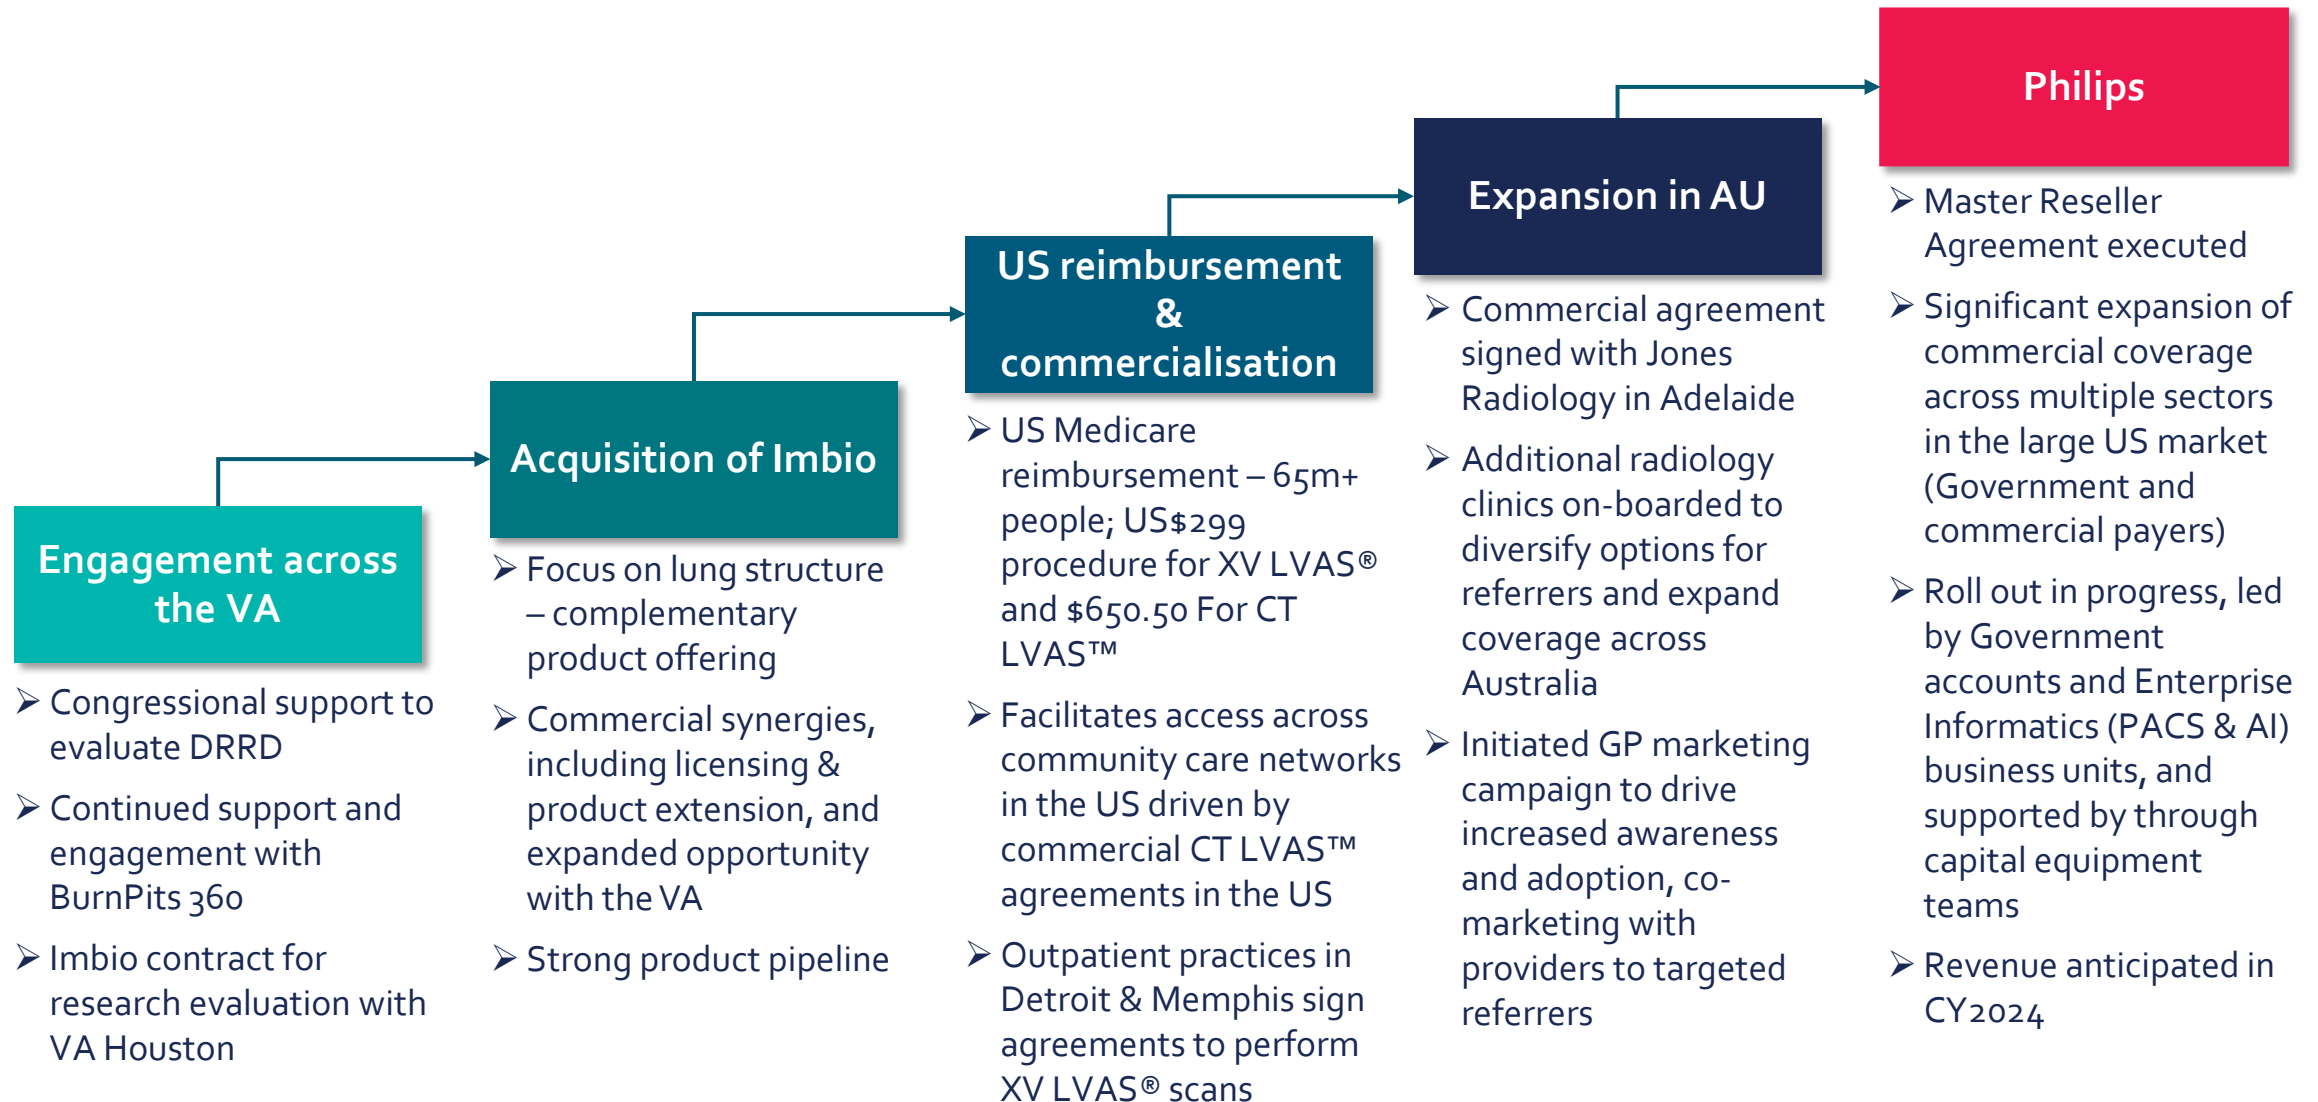 Engagement across
the VA
➢ Congressional support to
evaluate DRRD
➢ Continued support and
engagement with
BurnPits 360
➢ Imbio contract for
research evaluation with
VA Houston
Acquisition of Imbio
➢ Focus on lung structure
– complementary
product offering
➢ Commercial synergies,
including licensing &
product extension, and
expanded opportunity
with the VA
➢ Strong product pipeline
US reimbursement
&
commercialisation
➢ US Medicare
reimbursement – 65m+
people; US$299
procedure for XV LVAS®
and $650.50 For CT
LVAS™
➢ Facilitates access across
community care networks
in the US driven by
commercial CT LVAS™
agreements in the US
➢ Outpatient practices in
Detroit & Memphis sign
agreements to perform
XV LVAS® scans
Expansion in AU
➢ Commercial agreement
signed with Jones
Radiology in Adelaide
➢ Additional radiology
clinics on-boarded to
diversify options for
referrers and expand
coverage across
Australia
➢ Initiated GP marketing
campaign to drive
increased awareness
and adoption, co-
marketing with
providers to targeted
referrers
Philips
➢ Master Reseller
Agreement executed
➢ Significant expansion of
commercial coverage
across multiple sectors
in the large US market
(Government and
commercial payers)
➢ Roll out in progress, led
by Government
accounts and Enterprise
Informatics (PACS & AI)
business units, and
supported by through
capital equipment
teams
➢ Revenue anticipated in
CY2024